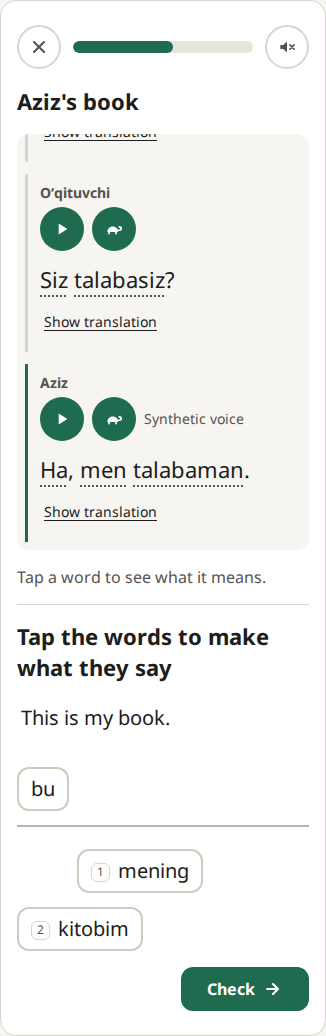 Aziz's book
Show translation
Oʻqituvchi
Siz talabasiz?
Show translation
Aziz
Synthetic voice
Ha, men talabaman.
Show translation
Tap a word to see what it means.
Tap the words to make
what they say
This is my book.
bu
1 mening
2 kitobim
Check